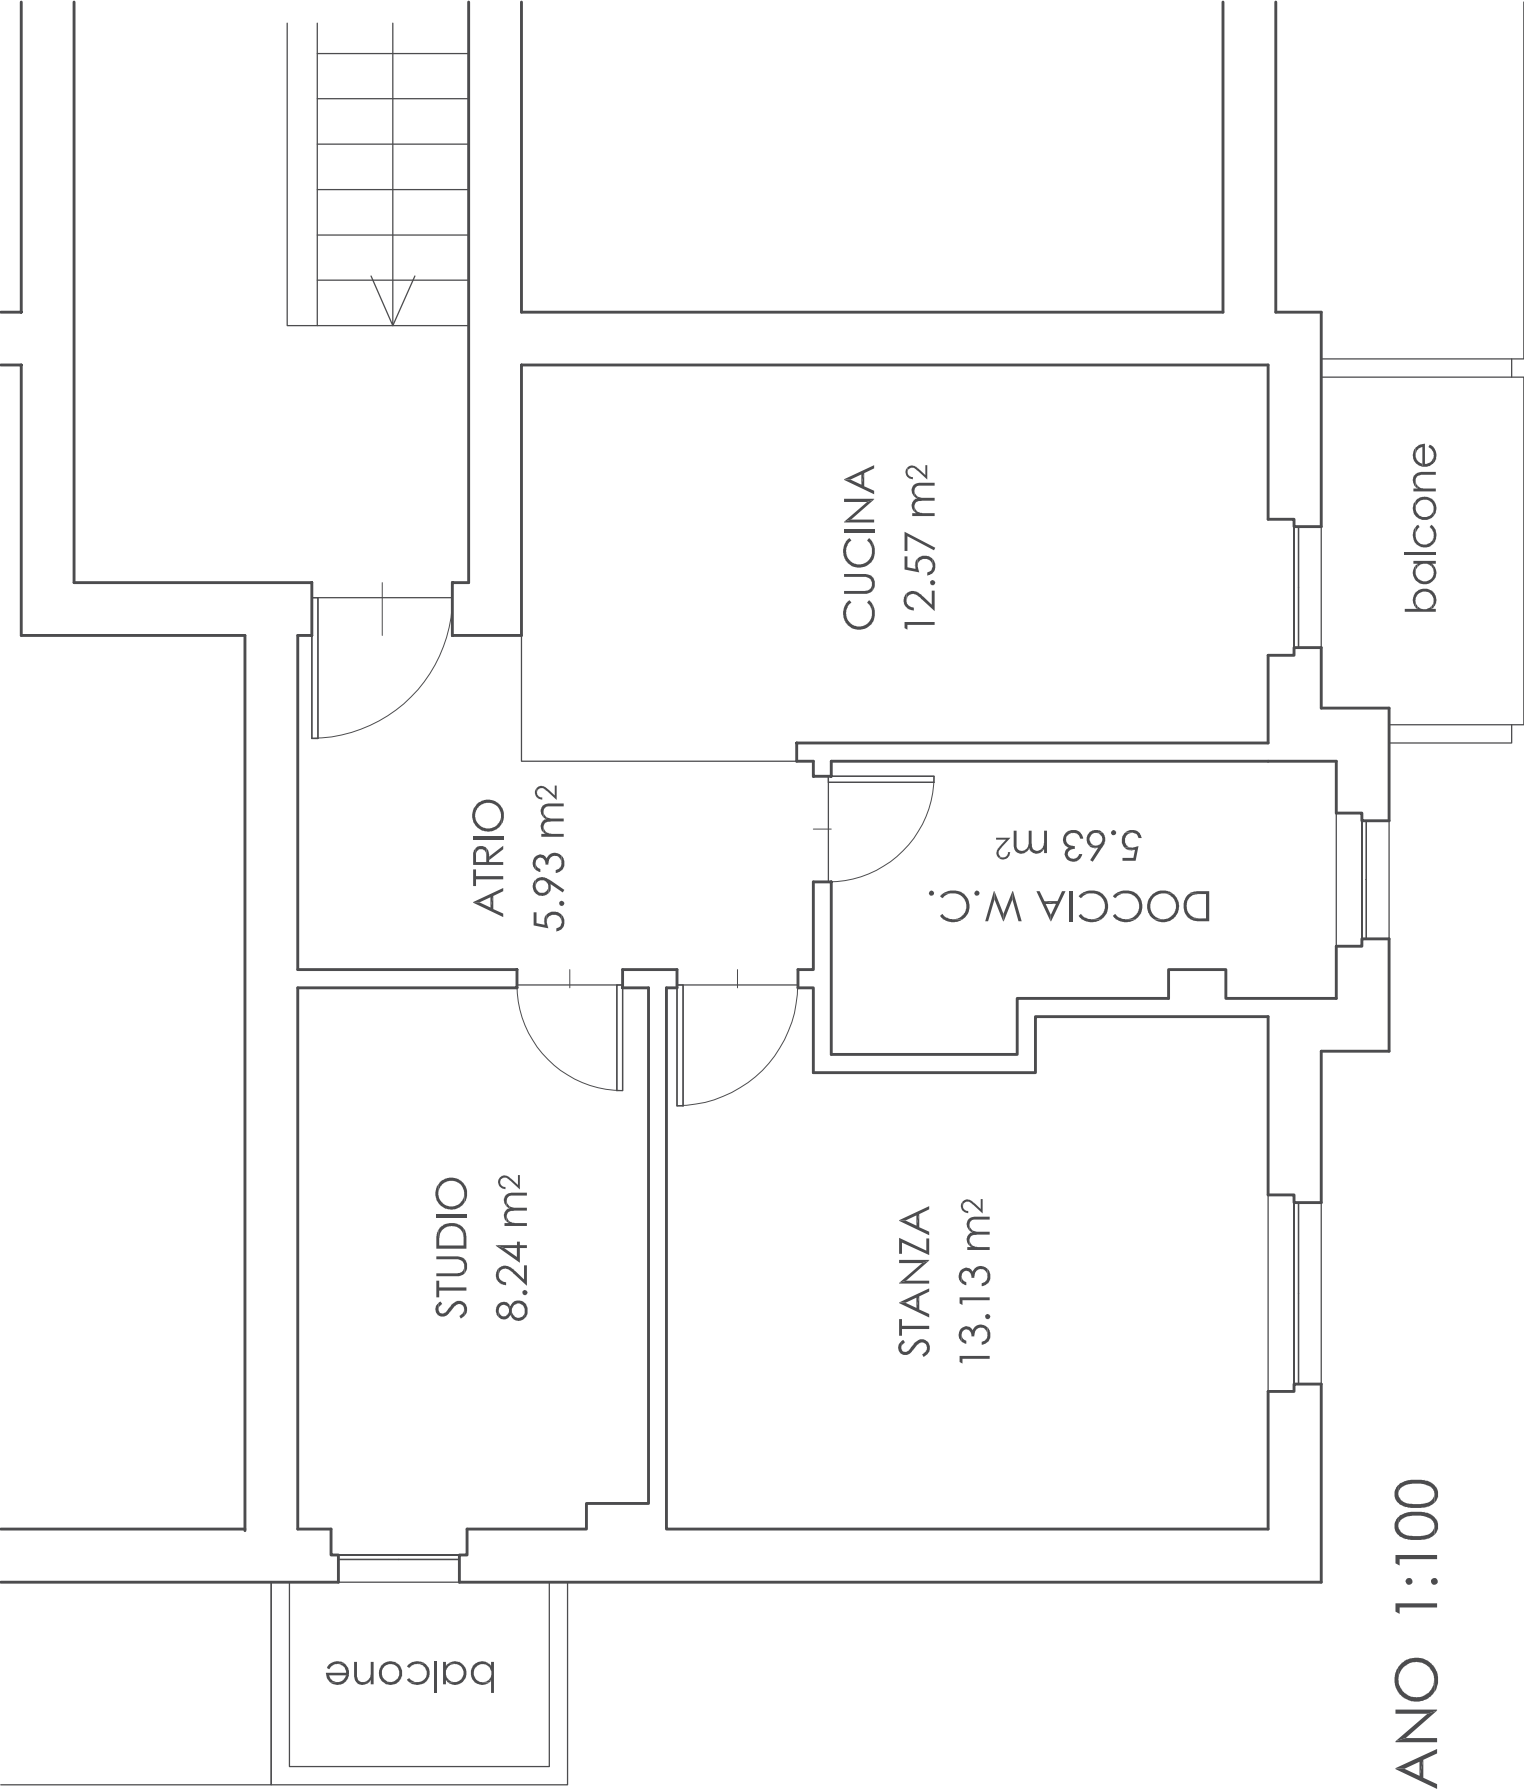 CUCINA
12.57 m²
balcone
ATRIO
5.93 m²
DOCCIA W.C.
5.63 m²
STUDIO
8.24 m²
STANZA
13.13 m²
balcone
ANO 1:100